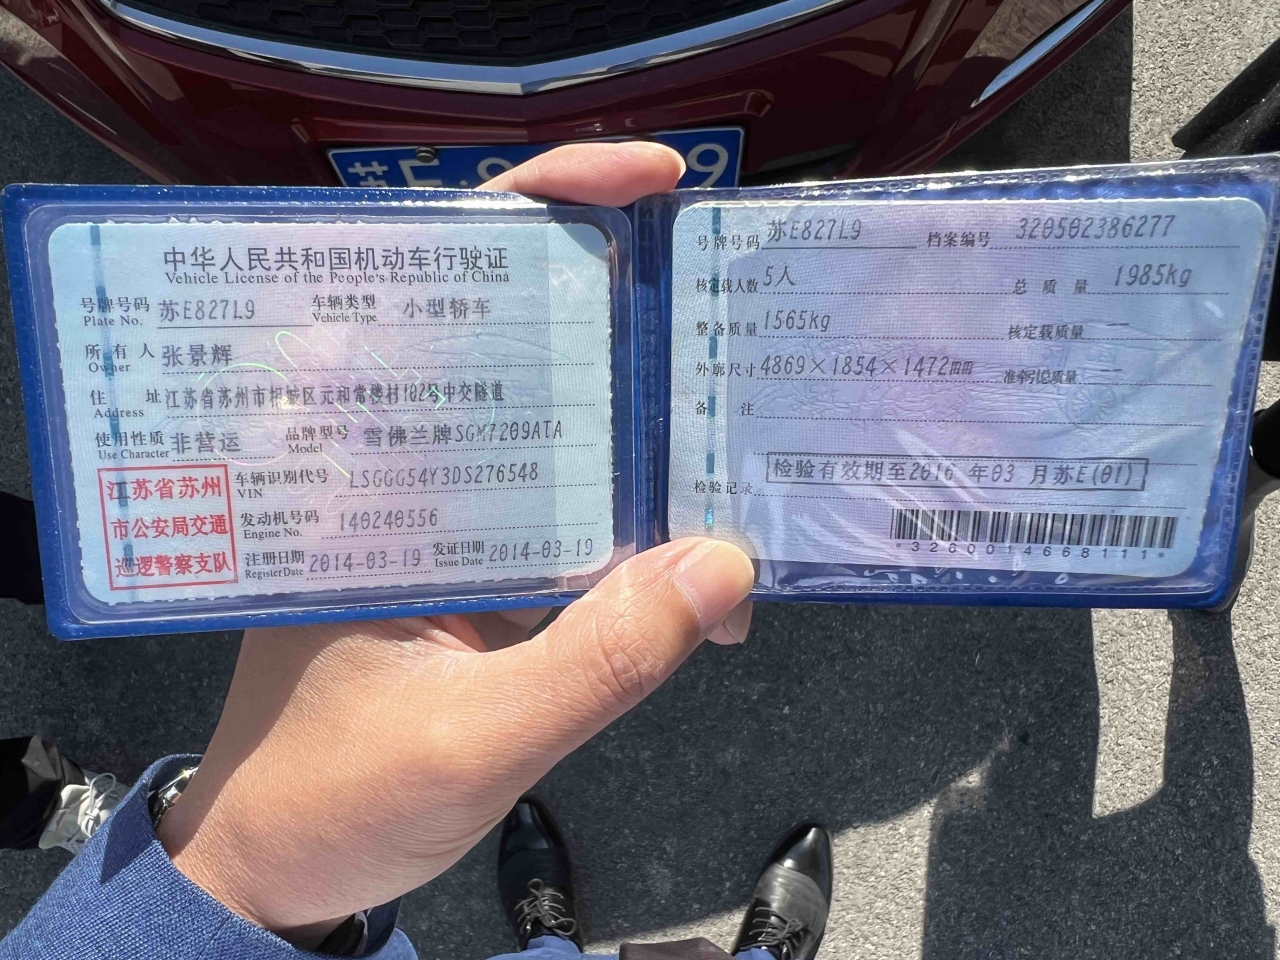 苏E·8 9
中华人民共和国机动车行驶证
Vehicle License of the People's Republic of China
号牌号码 苏E827L9 车辆类型 小型轿车
Plate No. Vehicle Type
所有人 张景辉
Owner
住址 江苏省苏州市相城区元和常楼村102号中交隧道
Address
使用性质 非营运 品牌型号 雪佛兰牌SGM7209ATA
Use Character Model
江苏省苏州
市公安局交通
巡逻警察支队
车辆识别代号 LSGGG54Y3DS276548
VIN
发动机号码 140240556
Engine No.
注册日期 2014-03-19 发证日期 2014-03-19
Register Date Issue Date
号牌号码 苏E827L9 档案编号 320502386277
核定载人数 5人 总质量 1985kg
整备质量 1565kg 核定载质量 —
外廓尺寸 4869×1854×1472mm 准牵引总质量 —
备注
检验有效期至2016年03月苏E(01)
检验记录
*3260014668111*